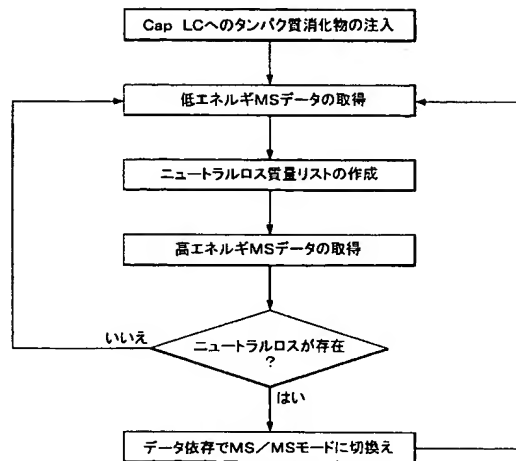 Cap LCへのタンパク質消化物の注入
低エネルギMSデータの取得
ニュートラルロス質量リストの作成
高エネルギMSデータの取得
いいえ
ニュートラルロスが存在
?
はい
データ依存でMS/MSモードに切換え